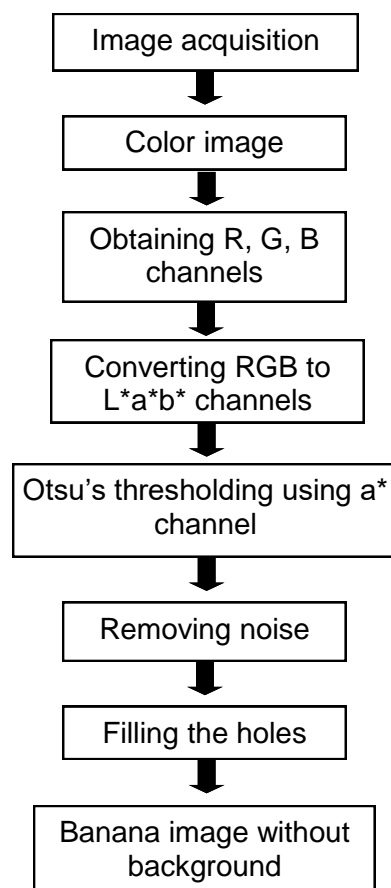 Image acquisition
Color image
Obtaining R, G, B
channels
Converting RGB to
L*a*b* channels
Otsu’s thresholding using a*
channel
Removing noise
Filling the holes
Banana image without
background